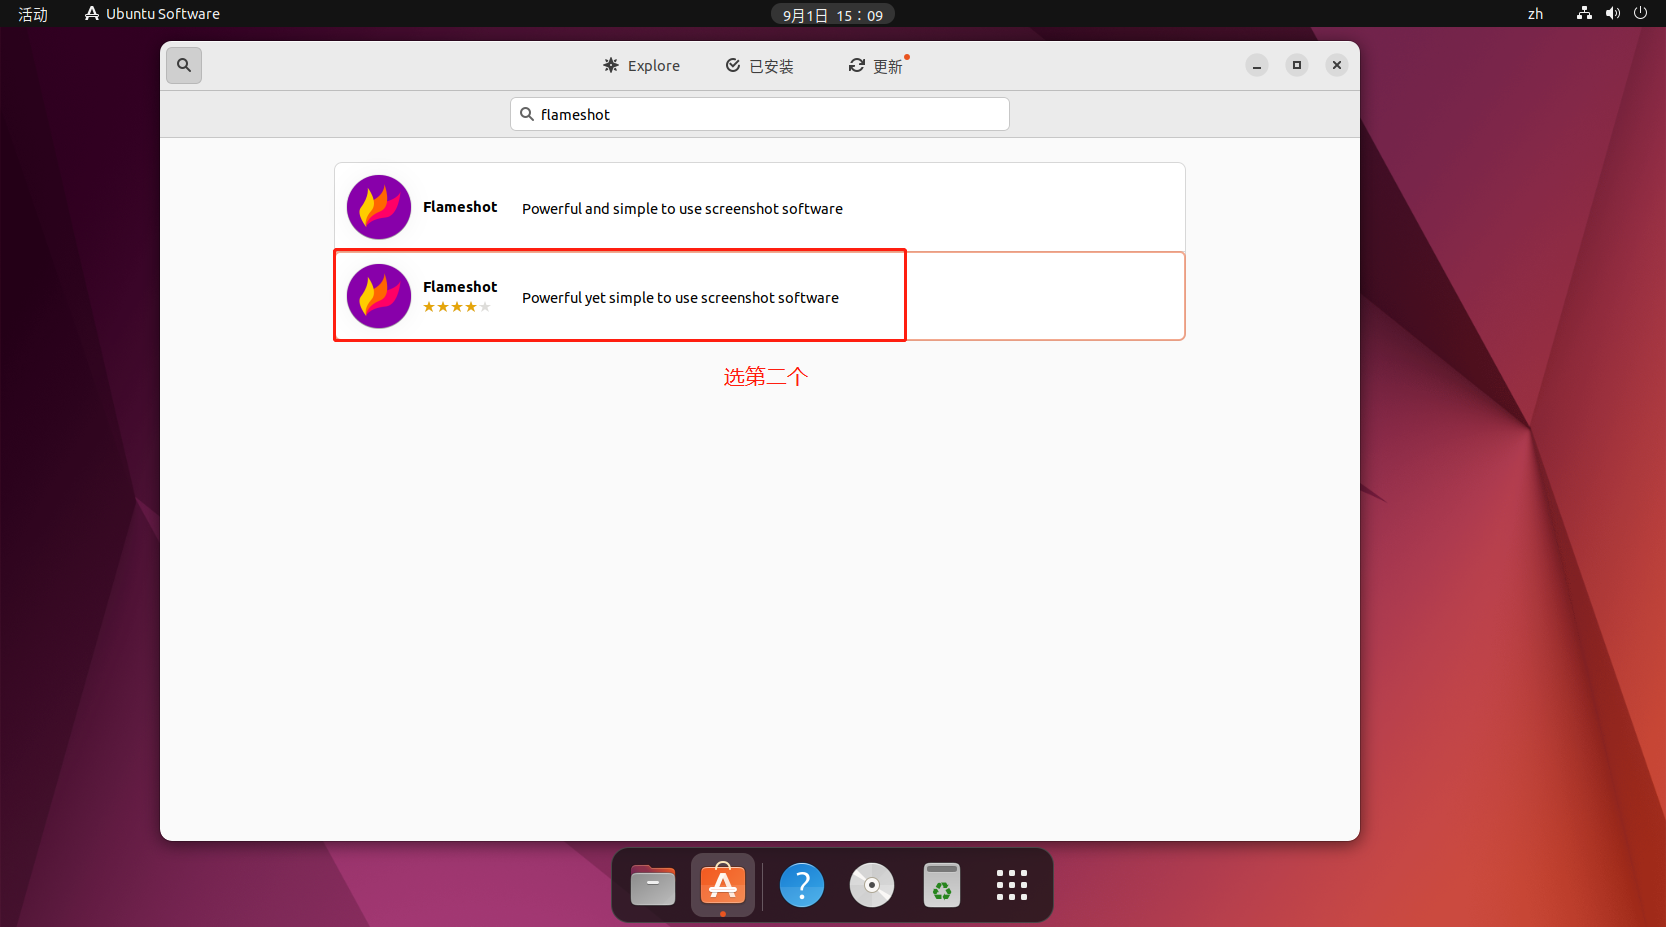 活动
Ubuntu Software
9月1日 15：09
zh
Explore
已安装
更新
flameshot
Flameshot
Powerful and simple to use screenshot software
Flameshot
Powerful yet simple to use screenshot software
选第二个